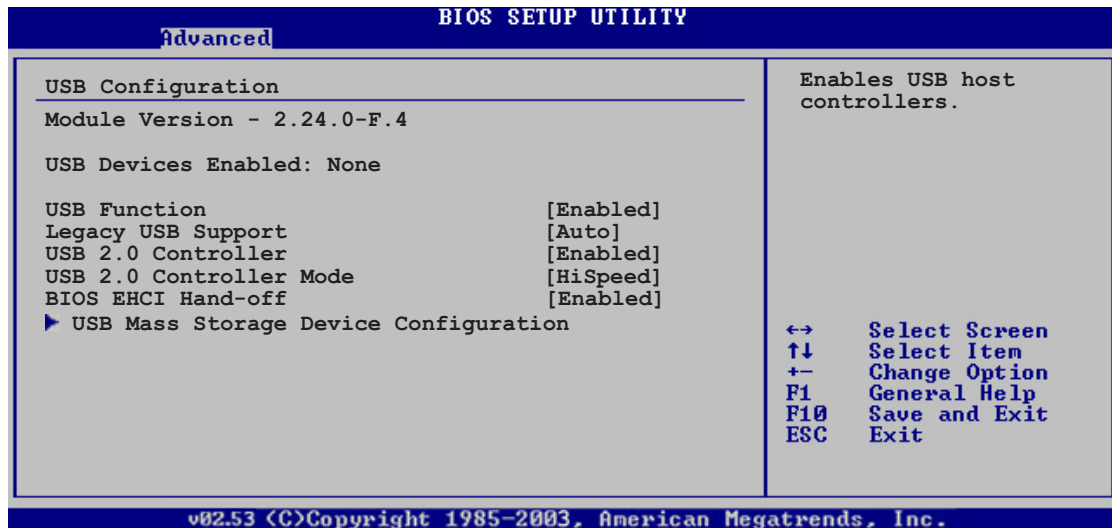 BIOS SETUP UTILITY
Advanced
USB Configuration
Module Version - 2.24.0-F.4
USB Devices Enabled: None
USB Function [Enabled]
Legacy USB Support [Auto]
USB 2.0 Controller [Enabled]
USB 2.0 Controller Mode [HiSpeed]
BIOS EHCI Hand-off [Enabled]
USB Mass Storage Device Configuration
Enables USB host
controllers.
←→ Select Screen
↑↓ Select Item
+- Change Option
F1 General Help
F10 Save and Exit
ESC Exit
v02.53 (C)Copyright 1985-2003, American Megatrends, Inc.